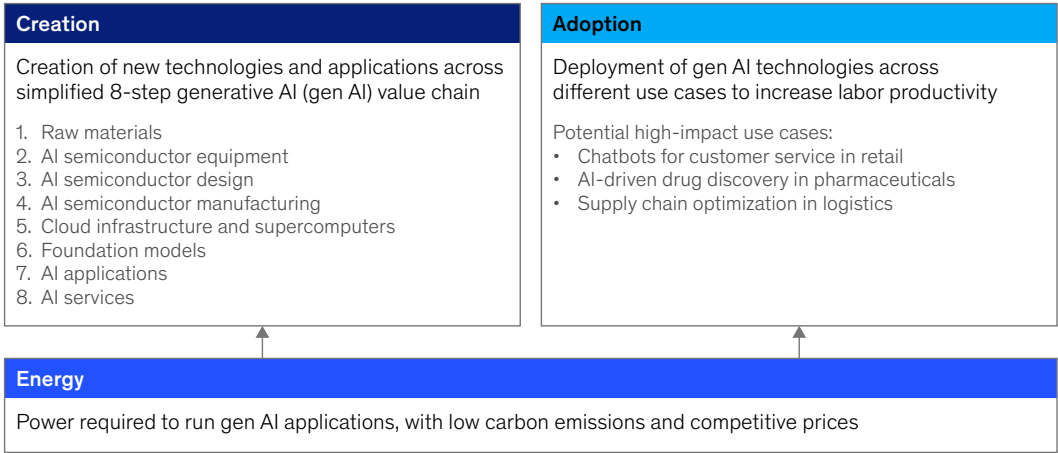 Creation
Creation of new technologies and applications across
simplified 8-step generative AI (gen AI) value chain
1. Raw materials
2. AI semiconductor equipment
3. AI semiconductor design
4. AI semiconductor manufacturing
5. Cloud infrastructure and supercomputers
6. Foundation models
7. AI applications
8. AI services
Adoption
Deployment of gen AI technologies across
different use cases to increase labor productivity
Potential high-impact use cases:
• Chatbots for customer service in retail
• AI-driven drug discovery in pharmaceuticals
• Supply chain optimization in logistics
Energy
Power required to run gen AI applications, with low carbon emissions and competitive prices